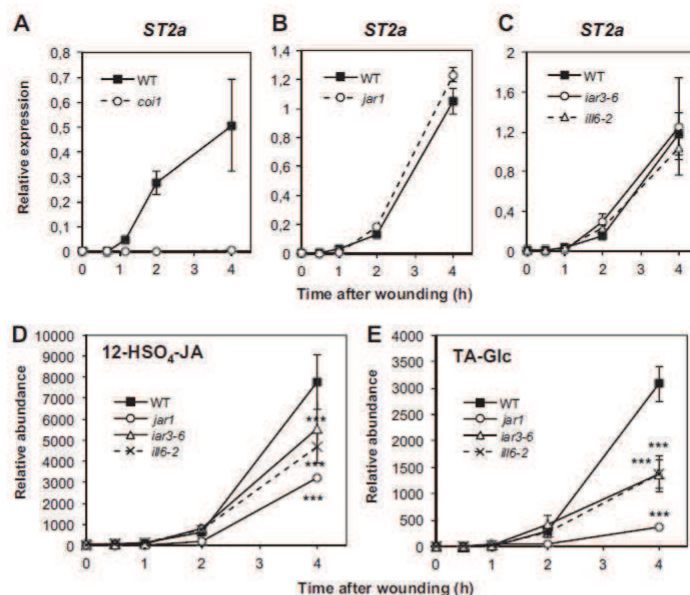 A
ST2a
0,8
0,7
0,6
0,5
0,4
0,3
0,2
0,1
0
WT
coi1
Relative expression
0 1 2 3 4
B
ST2a
1,4
1,2
1
0,8
0,6
0,4
0,2
0
WT
jar1
0 1 2 3 4
C
ST2a
2
1,6
1,2
0,8
0,4
0
WT
iar3-6
ill6-2
0 1 2 3 4
Time after wounding (h)
D
12-HSO4-JA
10000
9000
8000
7000
6000
5000
4000
3000
2000
1000
0
WT
jar1
iar3-6
ill6-2
***
***
***
Relative abundance
0 1 2 3 4
E
TA-Glc
4000
3500
3000
2500
2000
1500
1000
500
0
WT
jar1
iar3-6
ill6-2
***
***
***
Relative abundance
0 1 2 3 4
Time after wounding (h)